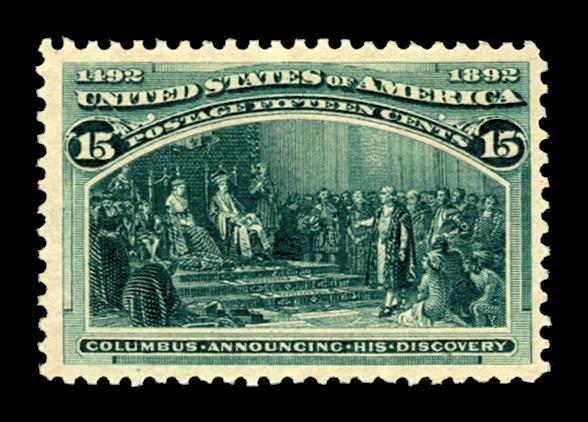 1492 1892
UNITED STATES OF AMERICA
POSTAGE FIFTEEN CENTS
15 15
COLUMBUS·ANNOUNCING·HIS·DISCOVERY